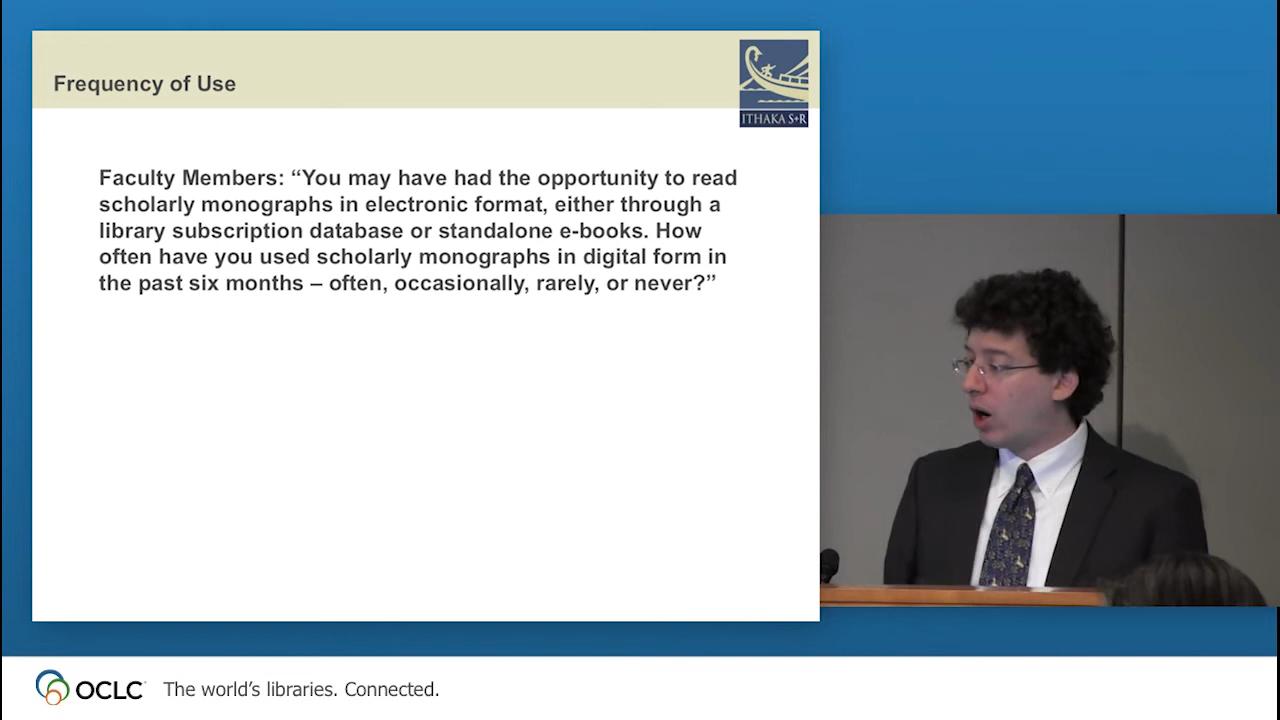 Frequency of Use
ITHAKA S+R
Faculty Members: “You may have had the opportunity to read
scholarly monographs in electronic format, either through a
library subscription database or standalone e-books. How
often have you used scholarly monographs in digital form in
the past six months – often, occasionally, rarely, or never?”
OCLC
The world’s libraries. Connected.